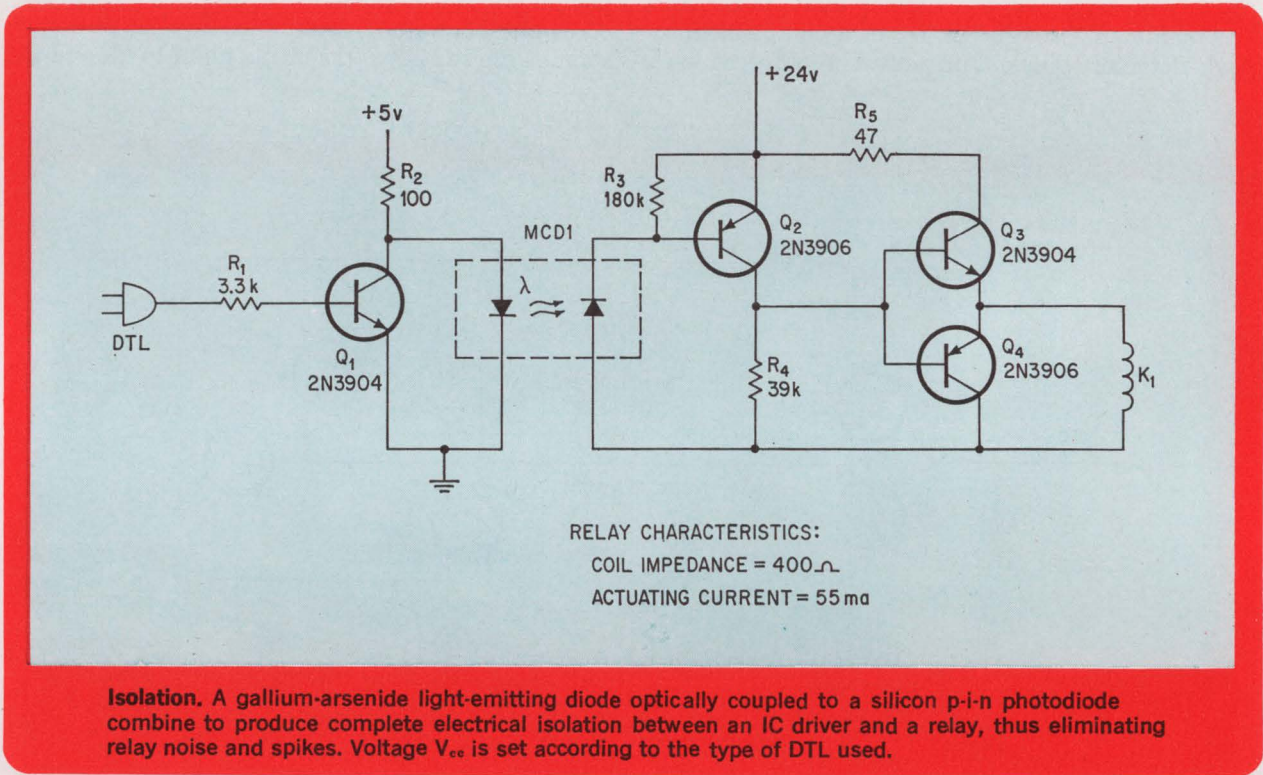 +24v
+5v
R5
47
R2
100
R3
180k
MCD1
Q2
2N3906
Q3
2N3904
R1
3.3k
λ
DTL
Q1
2N3904
R4
39k
Q4
2N3906
K1
RELAY CHARACTERISTICS:
COIL IMPEDANCE = 400Ω
ACTUATING CURRENT = 55 ma
Isolation. A gallium-arsenide light-emitting diode optically coupled to a silicon p-i-n photodiode
combine to produce complete electrical isolation between an IC driver and a relay, thus eliminating
relay noise and spikes. Voltage Vcc is set according to the type of DTL used.